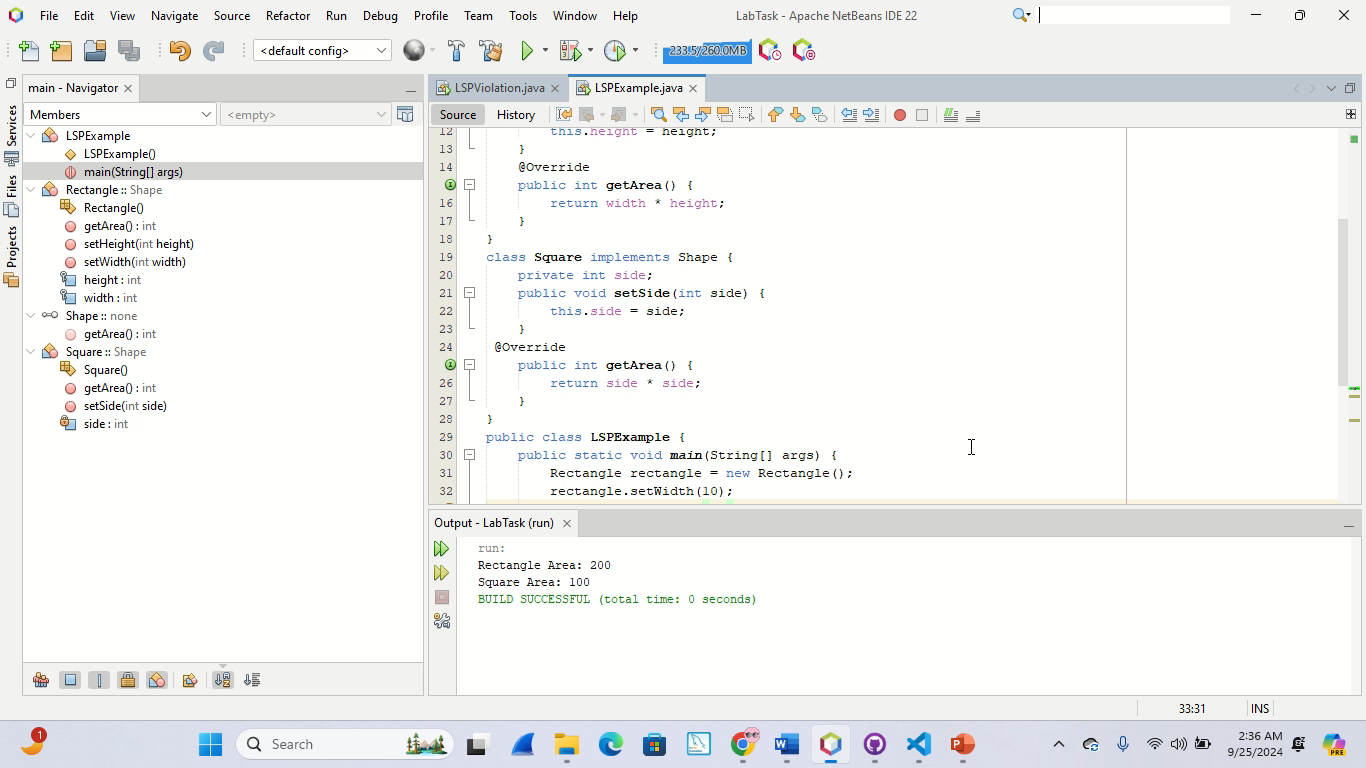 File Edit View Navigate Source Refactor Run Debug Profile Team Tools Window Help LabTask - Apache NetBeans IDE 22
<default config> 233.5/260.0MB
main - Navigator
Members <empty>
LSPExample
LSPExample()
main(String[] args)
Rectangle :: Shape
Rectangle()
getArea() : int
setHeight(int height)
setWidth(int width)
height : int
width : int
Shape :: none
getArea() : int
Square :: Shape
Square()
getArea() : int
setSide(int side)
side : int
Services
Files
Projects
LSPViolation.java LSPExample.java
Source History
12 this.height = height;
13 }
14 @Override
public int getArea() {
16 return width * height;
17 }
18 }
19 class Square implements Shape {
20 private int side;
21 public void setSide(int side) {
22 this.side = side;
23 }
24 @Override
public int getArea() {
26 return side * side;
27 }
28 }
29 public class LSPExample {
30 public static void main(String[] args) {
31 Rectangle rectangle = new Rectangle();
32 rectangle.setWidth(10);
Output - LabTask (run)
run:
Rectangle Area: 200
Square Area: 100
BUILD SUCCESSFUL (total time: 0 seconds)
33:31 INS
1
Search
2:36 AM
9/25/2024
PRE